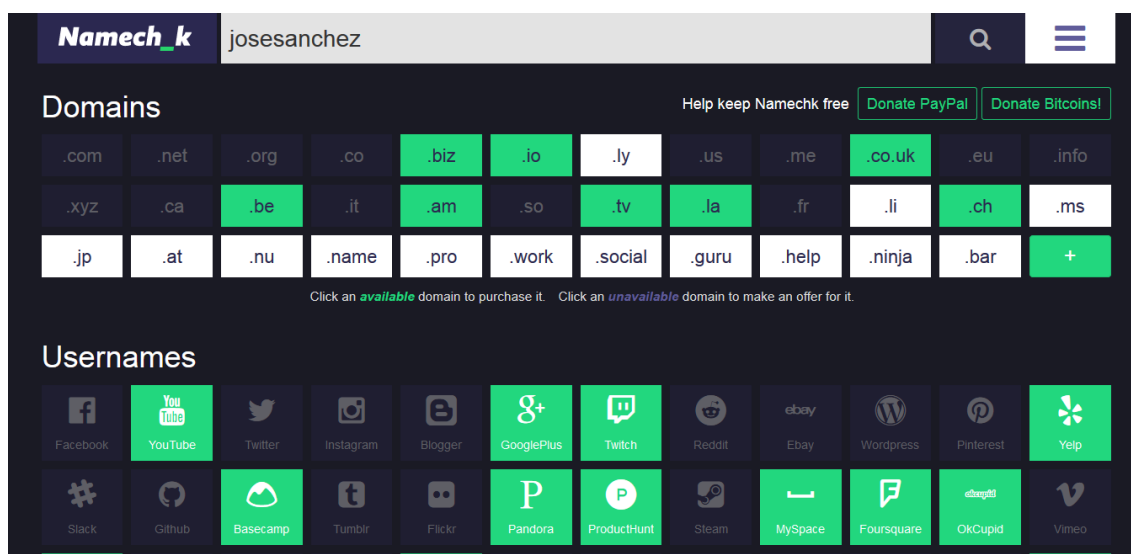 Namech_k josesanchez
Domains Help keep Namechk free Donate PayPal Donate Bitcoins!
.com .net .org .co .biz .io .ly .us .me .co.uk .eu .info
.xyz .ca .be .it .am .so .tv .la .fr .li .ch .ms
.jp .at .nu .name .pro .work .social .guru .help .ninja .bar +
Click an available domain to purchase it. Click an unavailable domain to make an offer for it.
Usernames
f You Tube t B g+ ebay W P
Facebook YouTube Twitter Instagram Blogger GooglePlus Twitch Reddit Ebay Wordpress Pinterest Yelp
t P P F okcupid v
Slack Github Basecamp Tumblr Flickr Pandora ProductHunt Steam MySpace Foursquare OkCupid Vimeo